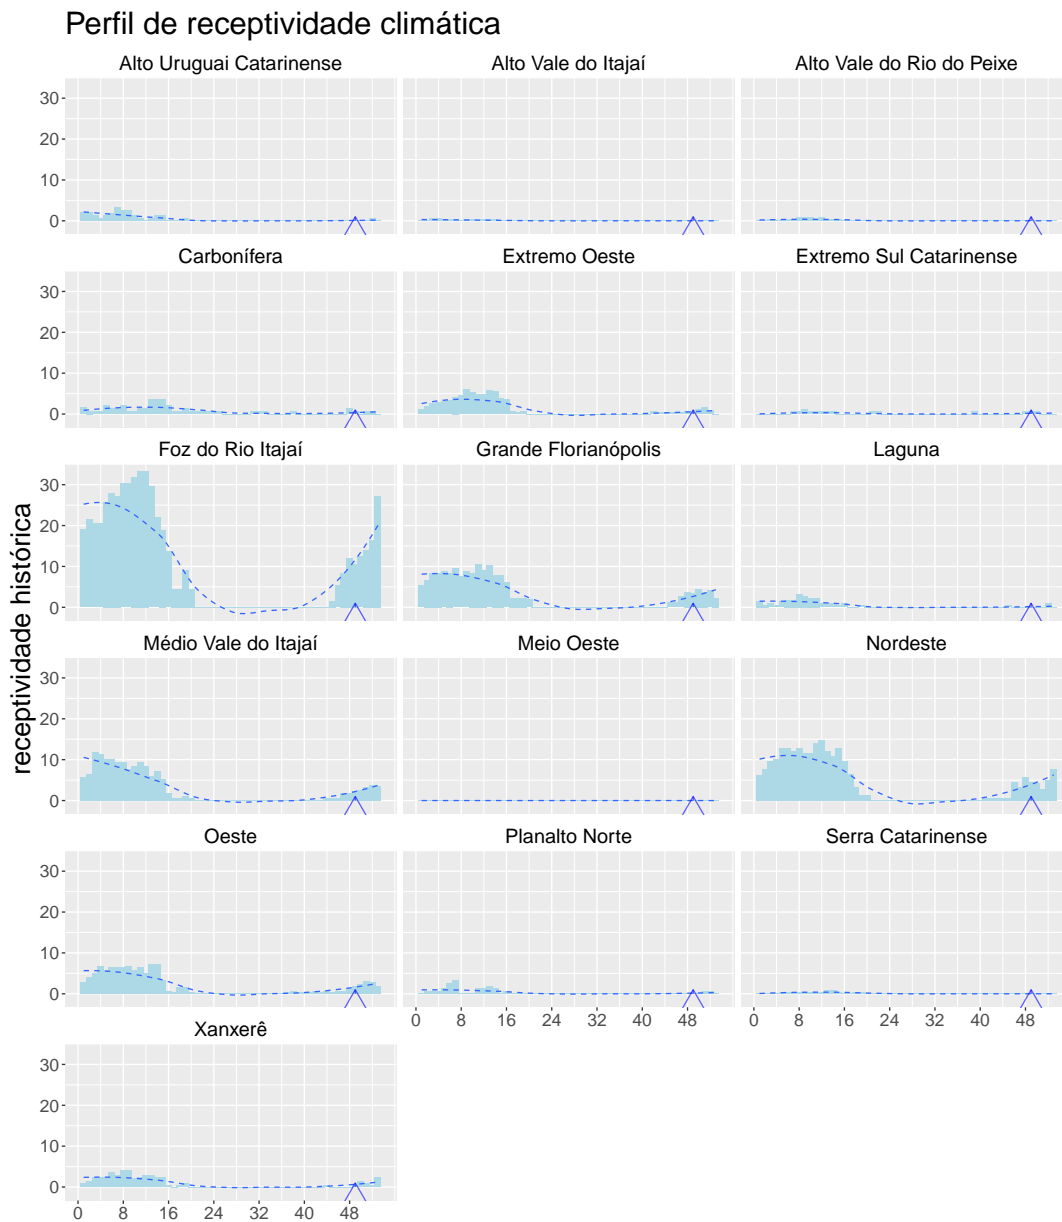 Perfil de receptividade climática
Alto Uruguai Catarinense Alto Vale do Itajaí Alto Vale do Rio do Peixe
30
20
10
0
Carbonífera Extremo Oeste Extremo Sul Catarinense
30
20
10
0
Foz do Rio Itajaí Grande Florianópolis Laguna
30
20
10
0
receptividade histórica
Médio Vale do Itajaí Meio Oeste Nordeste
30
20
10
0
Oeste Planalto Norte Serra Catarinense
30
20
10
0
0 8 16 24 32 40 48 0 8 16 24 32 40 48
Xanxerê
30
20
10
0
0 8 16 24 32 40 48